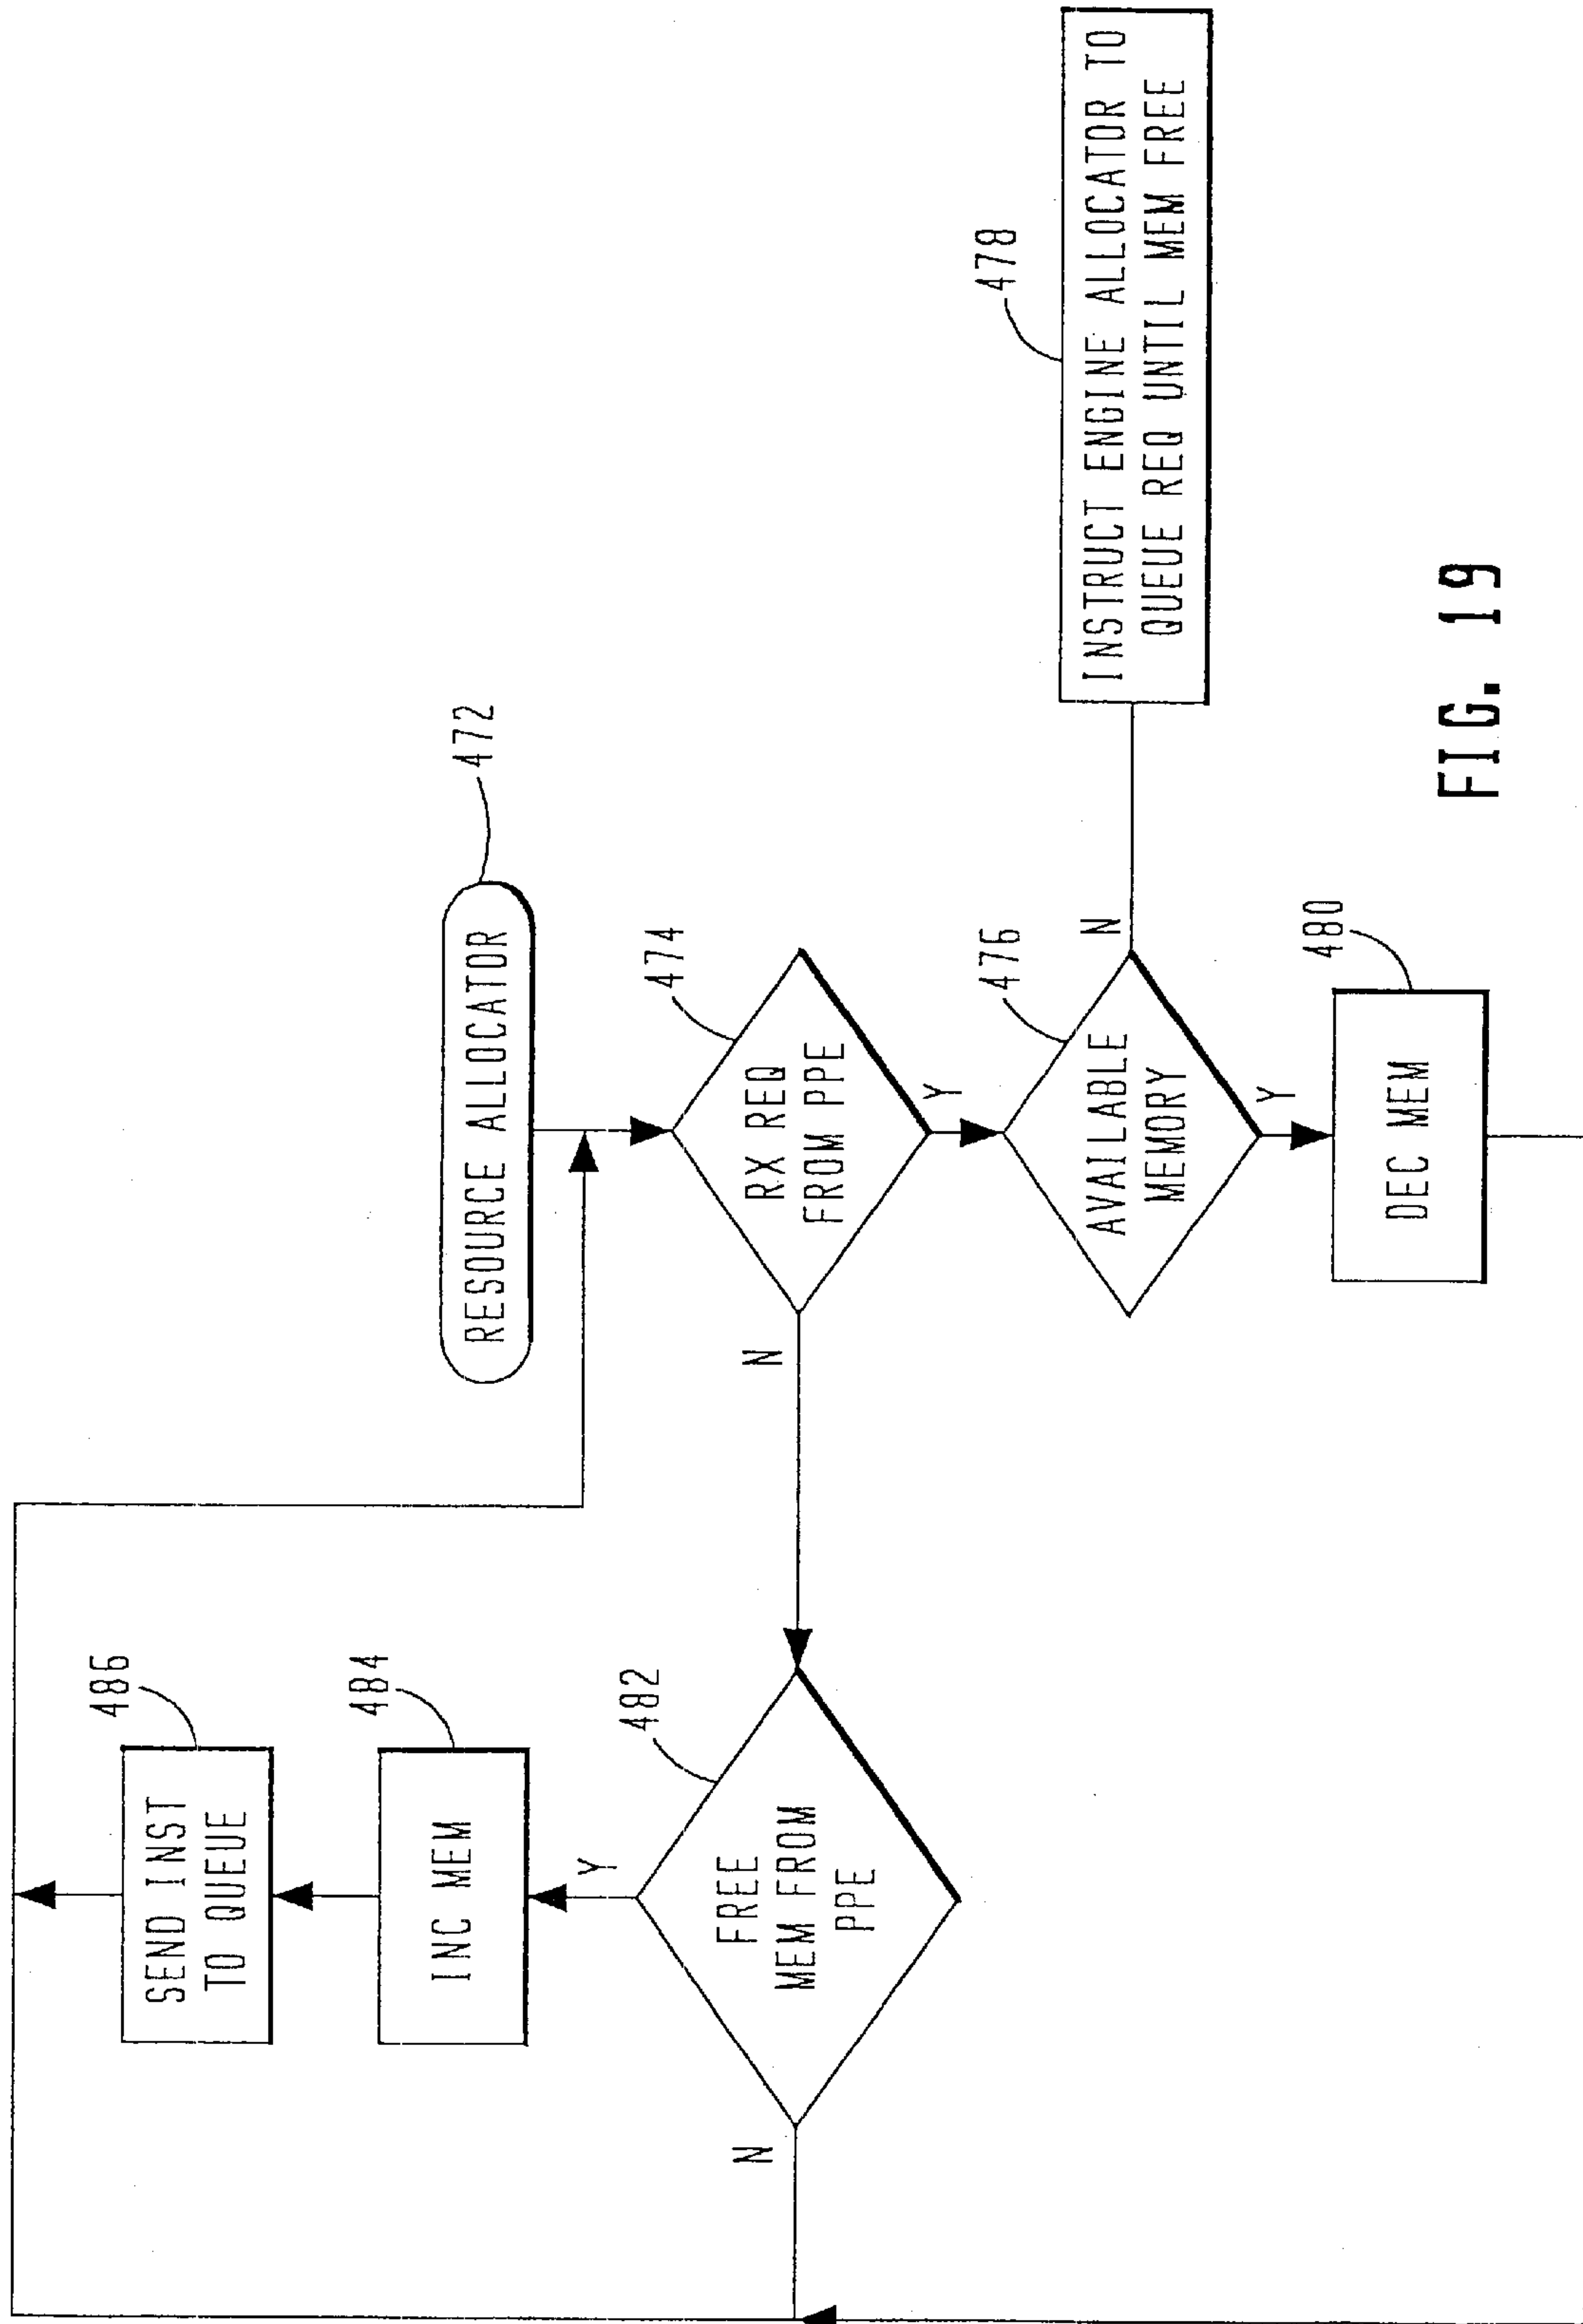 472
RESOURCE ALLOCATOR
474
RX REQ
FROM PPE
N
Y
476
AVAILABLE
MEMORY
N
Y
478
INSTRUCT ENGINE ALLOCATOR TO
QUEUE REQ UNTIL MEM FREE
480
DEC MEM
482
FREE
MEM FROM
PPE
N
Y
484
INC MEM
486
SEND INST
TO QUEUE
FIG. 19